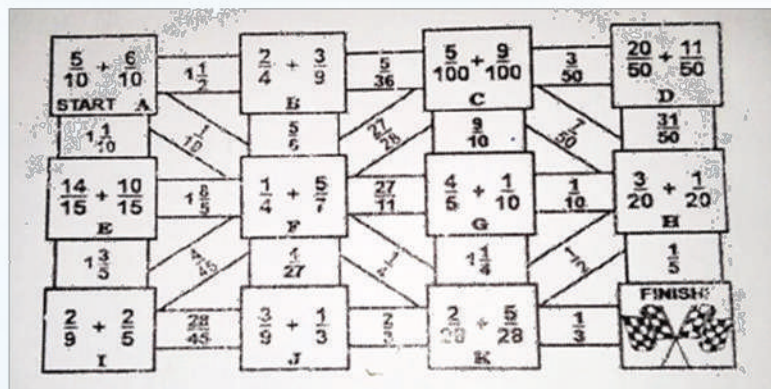 5/10 + 6/10
START A
1 1/2
2/4 + 3/9
B
5/36
5/100 + 9/100
C
3/50
20/50 + 11/50
D
1 1/10
1/10
5/6
27/28
9/10
7/50
31/50
14/15 + 10/15
E
1 8/5
1/4 + 5/7
F
27/11
4/5 + 1/10
G
1/10
3/20 + 1/20
H
1 3/5
4/45
1/27
1/4
1 1/4
1/2
1/5
2/9 + 2/5
I
28/45
3/9 + 1/3
J
2/28 + 5/28
K
1/3
FINISH!